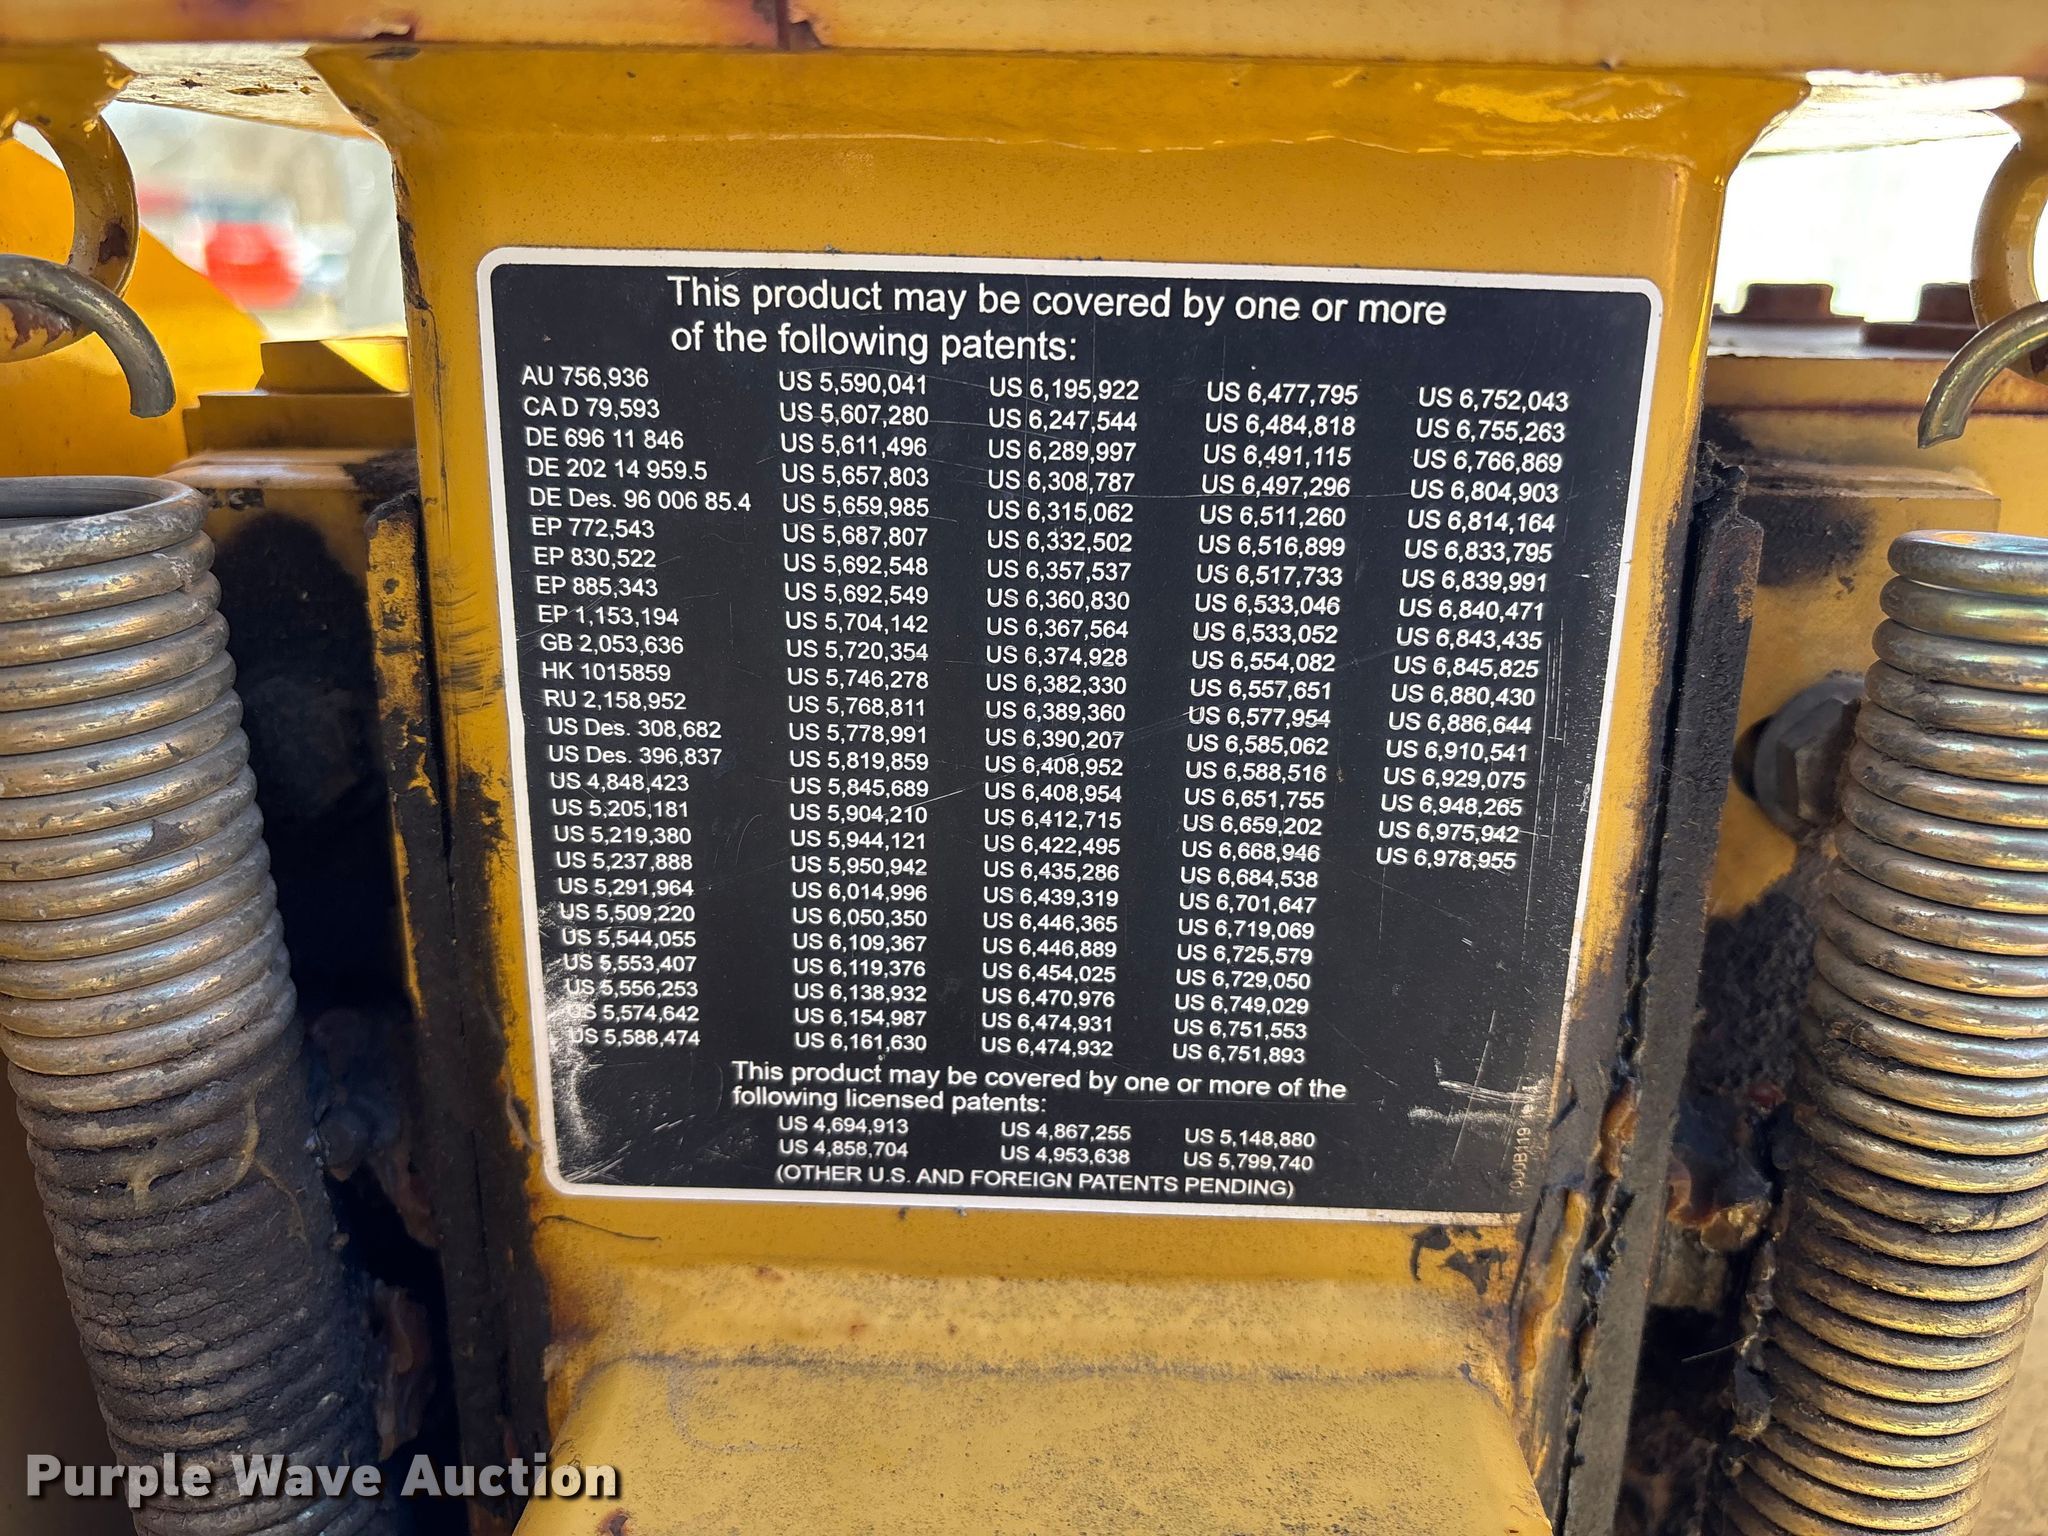 This product may be covered by one or more
of the following patents:
AU 756,936
CA D 79,593
DE 696 11 846
DE 202 14 959.5
DE Des. 96 006 85.4
EP 772,543
EP 830,522
EP 885,343
EP 1,153,194
GB 2,053,636
HK 1015859
RU 2,158,952
US Des. 308,682
US Des. 396,837
US 4,848,423
US 5,205,181
US 5,219,380
US 5,237,888
US 5,291,964
US 5,509,220
US 5,544,055
US 5,553,407
US 5,556,253
US 5,574,642
US 5,588,474
US 5,590,041
US 5,607,280
US 5,611,496
US 5,657,803
US 5,659,985
US 5,687,807
US 5,692,548
US 5,692,549
US 5,704,142
US 5,720,354
US 5,746,278
US 5,768,811
US 5,778,991
US 5,819,859
US 5,845,689
US 5,904,210
US 5,944,121
US 5,950,942
US 6,014,996
US 6,050,350
US 6,109,367
US 6,119,376
US 6,138,932
US 6,154,987
US 6,161,630
US 6,195,922
US 6,247,544
US 6,289,997
US 6,308,787
US 6,315,062
US 6,332,502
US 6,357,537
US 6,360,830
US 6,367,564
US 6,374,928
US 6,382,330
US 6,389,360
US 6,390,207
US 6,408,952
US 6,408,954
US 6,412,715
US 6,422,495
US 6,435,286
US 6,439,319
US 6,446,365
US 6,446,889
US 6,454,025
US 6,470,976
US 6,474,931
US 6,474,932
US 6,477,795
US 6,484,818
US 6,491,115
US 6,497,296
US 6,511,260
US 6,516,899
US 6,517,733
US 6,533,046
US 6,533,052
US 6,554,082
US 6,557,651
US 6,577,954
US 6,585,062
US 6,588,516
US 6,651,755
US 6,659,202
US 6,668,946
US 6,684,538
US 6,701,647
US 6,719,069
US 6,725,579
US 6,729,050
US 6,749,029
US 6,751,553
US 6,751,893
US 6,752,043
US 6,755,263
US 6,766,869
US 6,804,903
US 6,814,164
US 6,833,795
US 6,839,991
US 6,840,471
US 6,843,435
US 6,845,825
US 6,880,430
US 6,886,644
US 6,910,541
US 6,929,075
US 6,948,265
US 6,975,942
US 6,978,955
This product may be covered by one or more of the
following licensed patents:
US 4,694,913
US 4,858,704
US 4,867,255
US 4,953,638
US 5,148,880
US 5,799,740
(OTHER U.S. AND FOREIGN PATENTS PENDING)
Purple Wave Auction